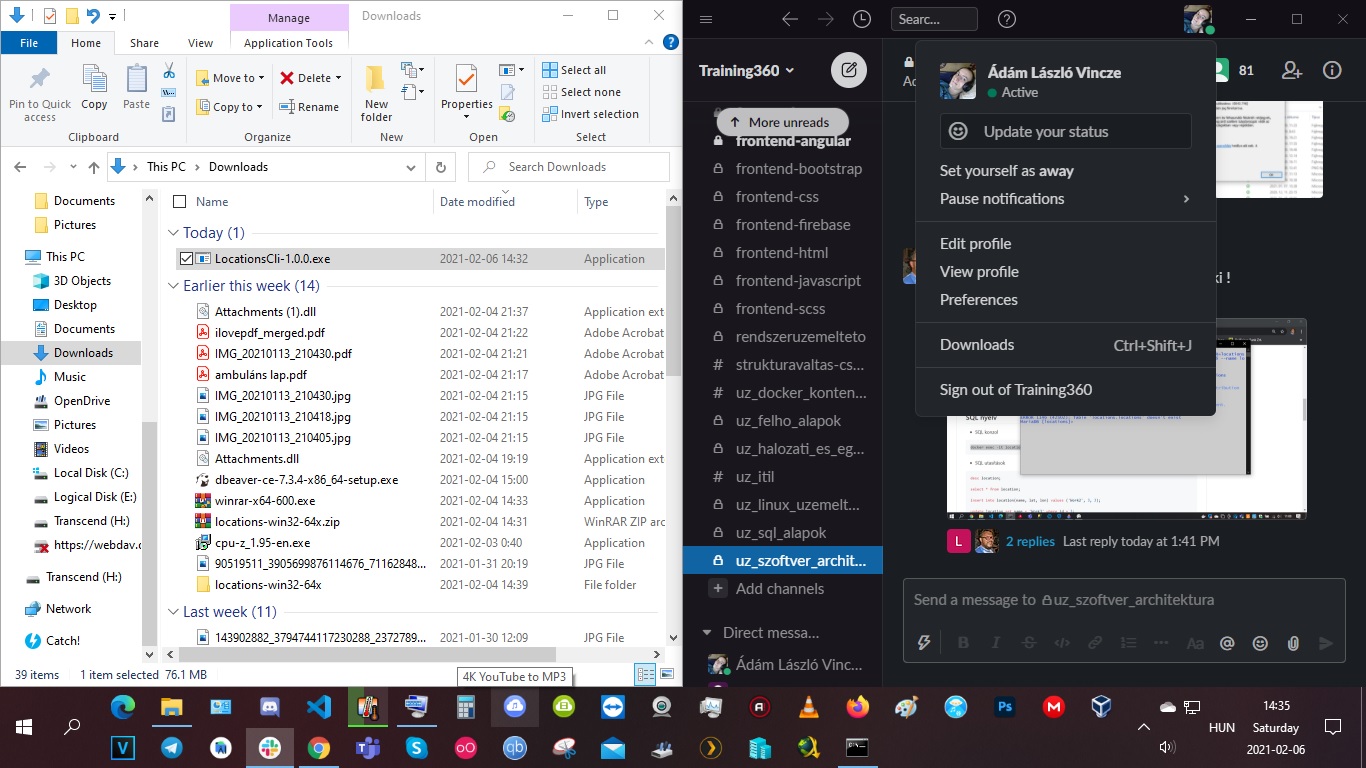 Manage
Downloads
File
Home
Share
View
Application Tools
Pin to Quick access
Copy
Paste
Move to
Copy to
Delete
Rename
New folder
Properties
Select all
Select none
Invert selection
Clipboard
Organize
New
Open
Select
This PC
Downloads
Search Downloads
Documents
Pictures
This PC
3D Objects
Desktop
Documents
Downloads
Music
OpenDrive
Pictures
Videos
Local Disk (C:)
Logical Disk (E:)
Transcend (H:)
https://webdav.c
Transcend (H:)
Network
Catch!
Name
Date modified
Type
Today (1)
LocationsCli-1.0.0.exe 2021-02-06 14:32 Application
Earlier this week (14)
Attachments (1).dll 2021-02-04 21:37 Application ext
ilovepdf_merged.pdf 2021-02-04 21:22 Adobe Acrobat
IMG_20210113_210430.pdf 2021-02-04 21:21 Adobe Acrobat
ambuláns lap.pdf 2021-02-04 21:17 Adobe Acrobat
IMG_20210113_210430.jpg 2021-02-04 21:15 JPG File
IMG_20210113_210418.jpg 2021-02-04 21:15 JPG File
IMG_20210113_210405.jpg 2021-02-04 21:15 JPG File
Attachments.dll 2021-02-04 19:19 Application ext
dbeaver-ce-7.3.4-x86_64-setup.exe 2021-02-04 15:00 Application
winrar-x64-600.exe 2021-02-04 14:33 Application
locations-win32-64x.zip 2021-02-04 14:31 WinRAR ZIP arc
cpu-z_1.95-en.exe 2021-02-03 0:40 Application
90519511_3905699876114676_71162848... 2021-01-31 20:19 JPG File
locations-win32-64x 2021-02-04 14:39 File folder
Last week (11)
143902882_3794744117230288_2372789... 2021-01-30 12:09 JPG File
39 items
1 item selected 76.1 MB
4K YouTube to MP3
Searc...
Training360
More unreads
frontend-angular
frontend-bootstrap
frontend-css
frontend-firebase
frontend-html
frontend-javascript
frontend-scss
rendszeruzemelteto
strukturavaltas-cs...
uz_docker_konten...
uz_felho_alapok
uz_halozati_es_eg...
uz_itil
uz_linux_uzemelt...
uz_sql_alapok
uz_szoftver_archit...
Add channels
Direct messa...
Ádám László Vinc...
81
Ádám László Vincze
Active
Update your status
Set yourself as away
Pause notifications
Edit profile
View profile
Preferences
Downloads Ctrl+Shift+J
Sign out of Training360
ki !
SQL nyelv
SQL konzol
SQL utasítások
desc location;
select * from location;
2 replies Last reply today at 1:41 PM
Send a message to uz_szoftver_architektura
14:35
HUN
Saturday
2021-02-06